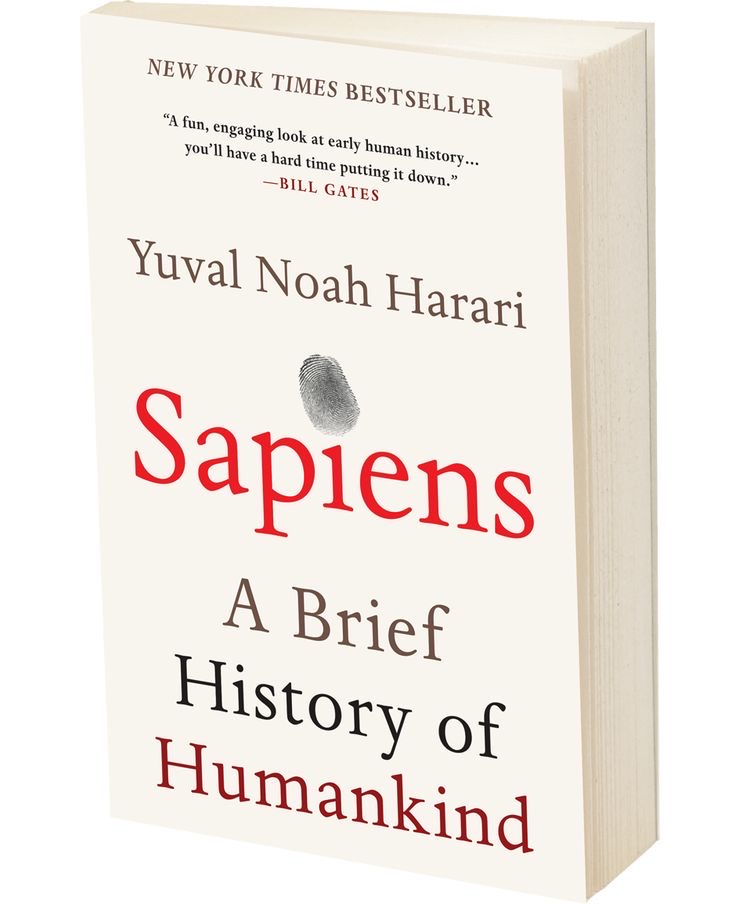 NEW YORK TIMES BESTSELLER
“A fun, engaging look at early human history…
you’ll have a hard time putting it down.”
—BILL GATES
Yuval Noah Harari
Sapiens
A Brief
History of
Humankind